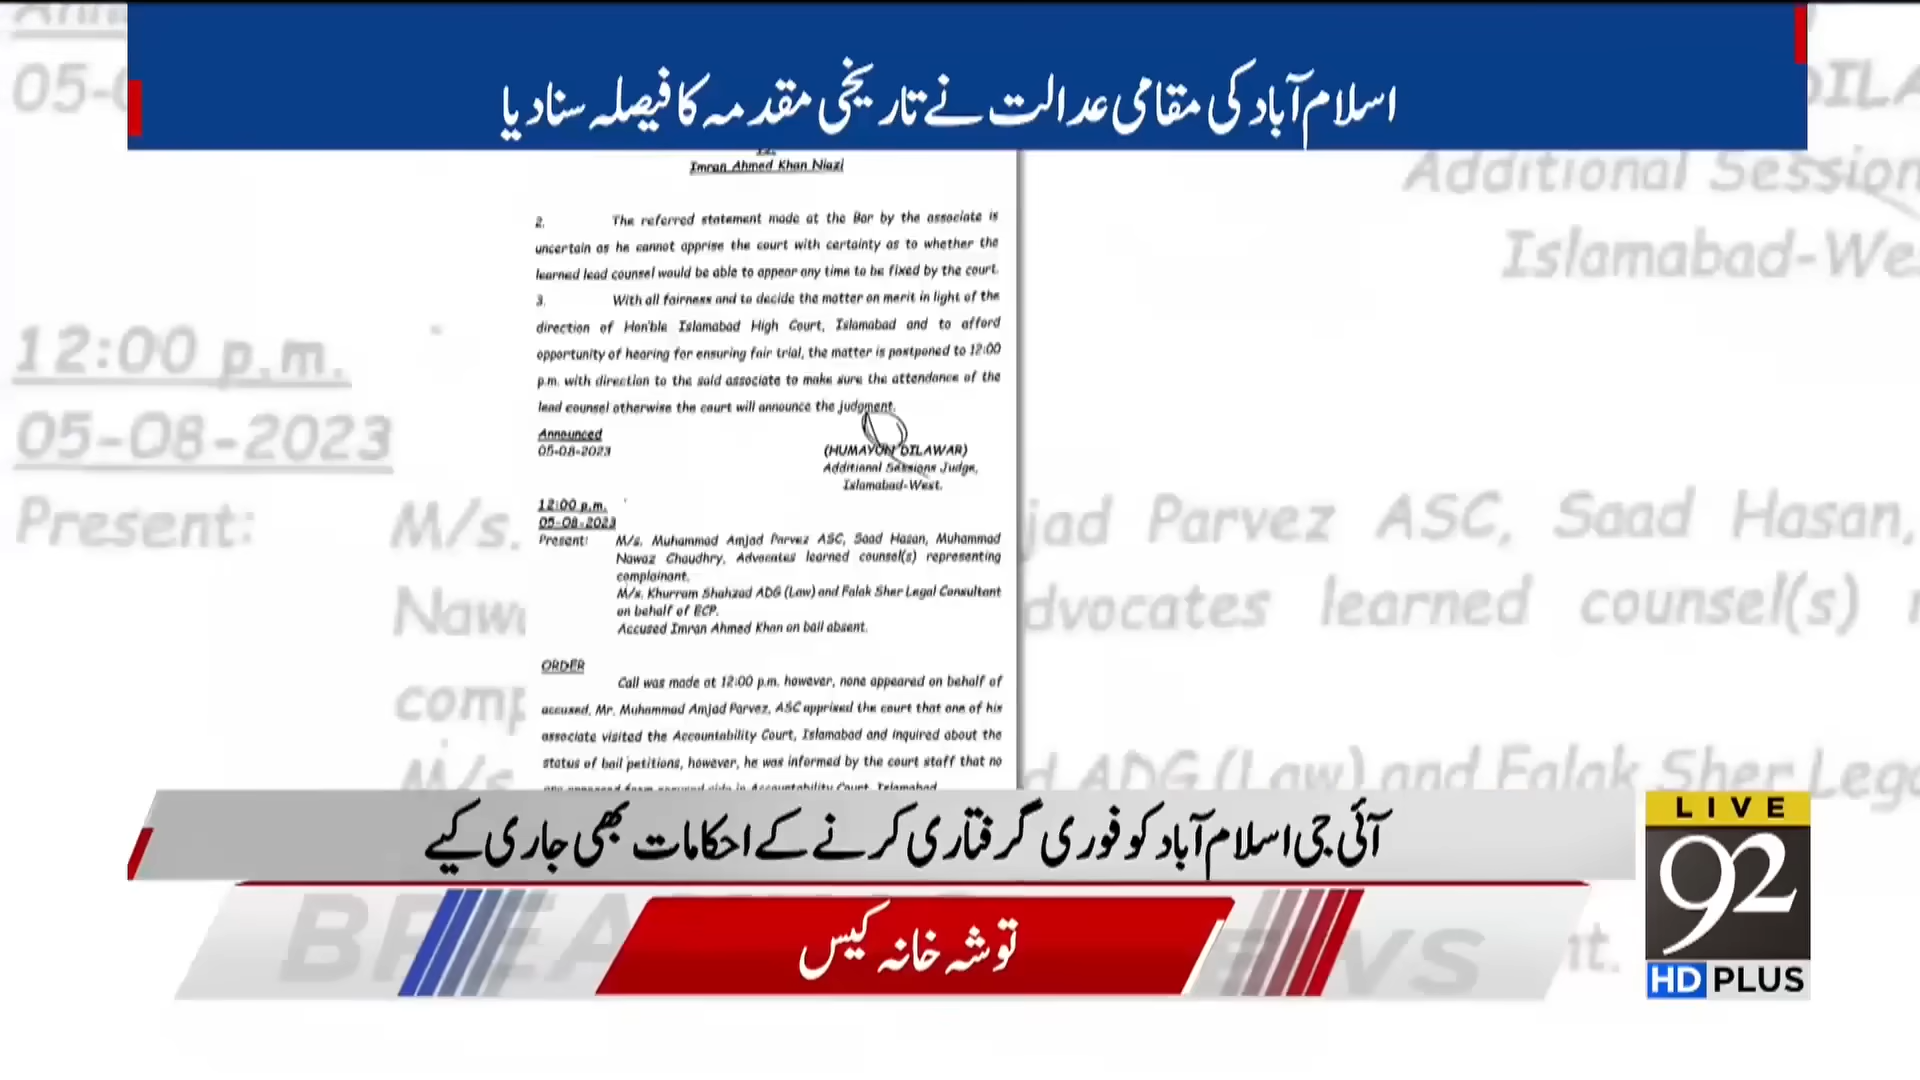 اسلام آباد کی مقامی عدالت نے تاریخی مقدمہ کا فیصلہ سنا دیا
Imran Ahmed Khan Niazi
2. The referred statement made at the Bar by the associate is
uncertain as he cannot apprise the court with certainty as to whether the
learned lead counsel would be able to appear any time to be fixed by the court.
3. With all fairness and to decide the matter on merit in light of the
direction of Hon'ble Islamabad High Court, Islamabad and to afford
opportunity of hearing for ensuring fair trial, the matter is postponed to 12:00
p.m. with direction to the said associate to make sure the attendance of the
lead counsel otherwise the court will announce the judgment.
Announced
05-08-2023
(HUMAYUN DILAWAR)
Additional Sessions Judge,
Islamabad-West.
12:00 p.m.
05-08-2023
Present: M/s. Muhammad Amjad Parvez ASC, Saad Hasan, Muhammad
Nawaz Chaudhry, Advocates learned counsel(s) representing
complainant.
M/s. Khurram Shahzad ADG (Law) and Falak Sher Legal Consultant
on behalf of ECP.
Accused Imran Ahmed Khan on bail absent.
ORDER
Call was made at 12:00 p.m. however, none appeared on behalf of
accused. Mr. Muhammad Amjad Parvez, ASC apprised the court that one of his
associate visited the Accountability Court, Islamabad and inquired about the
status of bail petitions, however, he was informed by the court staff that no
Additional Session
Islamabad-We
12:00 p.m.
05-08-2023
Present: M/s. jad Parvez ASC, Saad Hasan,
dvocates learned counsel(s)
comp
M/s. d ADG (Law) and Falak Sher Lega
آئی جی اسلام آباد کو فوری گرفتاری کرنے کے احکامات بھی جاری کیے
توشہ خانہ کیس
LIVE
92
HD PLUS